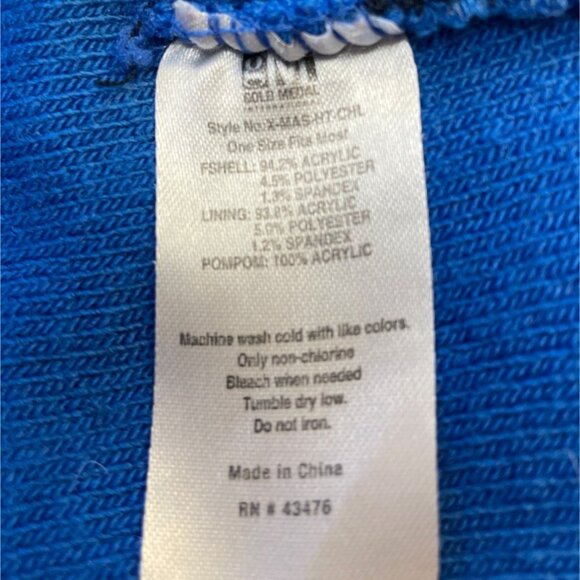 GOLD MEDAL
INTERNATIONAL
Style No: X-MAS-HT-CHL
One Size Fits Most
FSHELL: 94.2% ACRYLIC
4.5% POLYESTER
1.3% SPANDEX
LINING: 93.8% ACRYLIC
5.0% POLYESTER
1.2% SPANDEX
POMPOM: 100% ACRYLIC
Machine wash cold with like colors.
Only non-chlorine
Bleach when needed
Tumble dry low.
Do not iron.
Made in China
RN # 43476